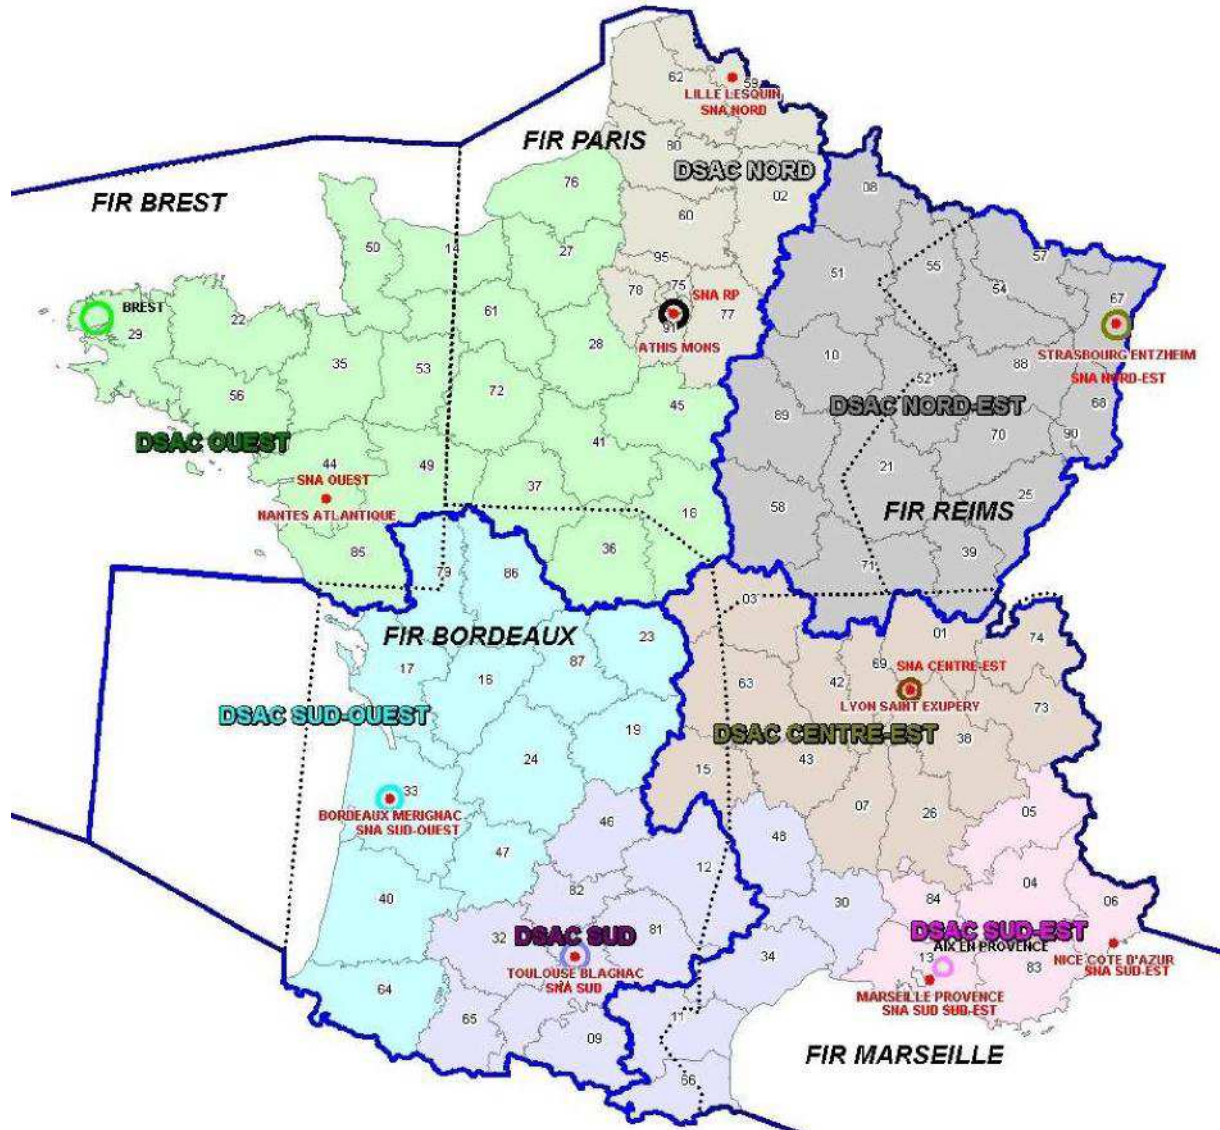 62
59
LILLE LESQUIN
SNA NORD
FIR PARIS
80
DSAC NORD
08
76
02
FIR BREST
60
50
14
27
95
51
55
57
54
78
75
SNA RP
67
BREST
29
22
61
77
91
ATHIS MONS
28
10
STRASBOURG ENTZHEIM
SNA NORD-EST
35
53
88
52
56
72
45
89
DSAC NORD-EST
68
DSAC OUEST
41
70
90
44
49
21
SNA OUEST
37
25
NANTES ATLANTIQUE
58
18
FIR REIMS
85
36
39
79
86
71
03
FIR BORDEAUX
23
01
74
17
87
69
SNA CENTRE-EST
16
63
42
LYON SAINT EXUPERY
73
DSAC SUD-OUEST
19
DSAC CENTRE-EST
38
24
43
15
33
07
26
05
BORDEAUX MERIGNAC
SNA SUD-OUEST
46
48
47
12
82
04
40
30
84
06
32
DSAC SUD
81
DSAC SUD-EST
AIX EN PROVENCE
34
13
83
NICE COTE D'AZUR
SNA SUD-EST
TOULOUSE BLAGNAC
SNA SUD
64
MARSEILLE PROVENCE
SNA SUD SUD-EST
65
11
09
FIR MARSEILLE
66